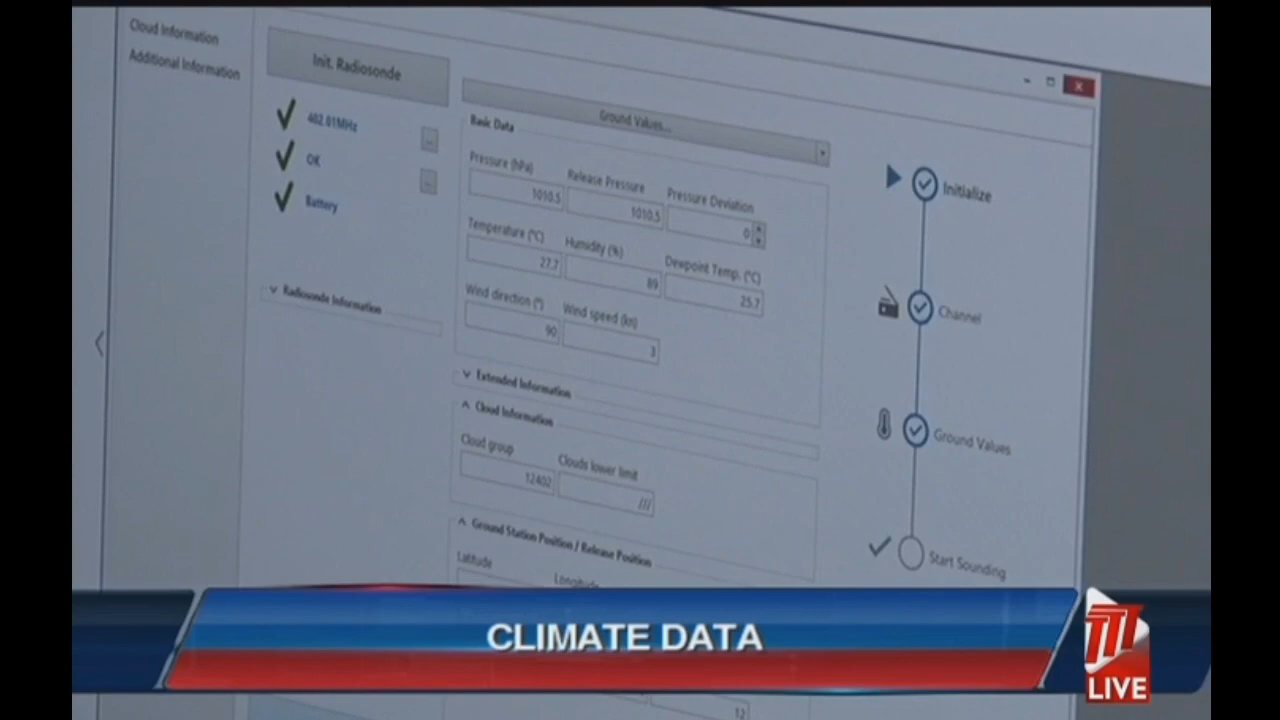 Cloud Information
Additional Information
Init. Radiosonde
402.01MHz
OK
Battery
Radiosonde Information
Ground Values...
Basic Data
Pressure (hPa) Release Pressure Pressure Deviation
1010.5 1010.5 0
Temperature (°C) Humidity (%) Dewpoint Temp. (°C)
27.7 89 25.7
Wind direction (°) Wind speed (kn)
90 3
Extended Information
Cloud Information
Cloud group Clouds lower limit
12402 ///
Ground Station Position / Release Position
Latitude Longitude
12
Initialize
Channel
Ground Values
Start Sounding
CLIMATE DATA
TTT
LIVE